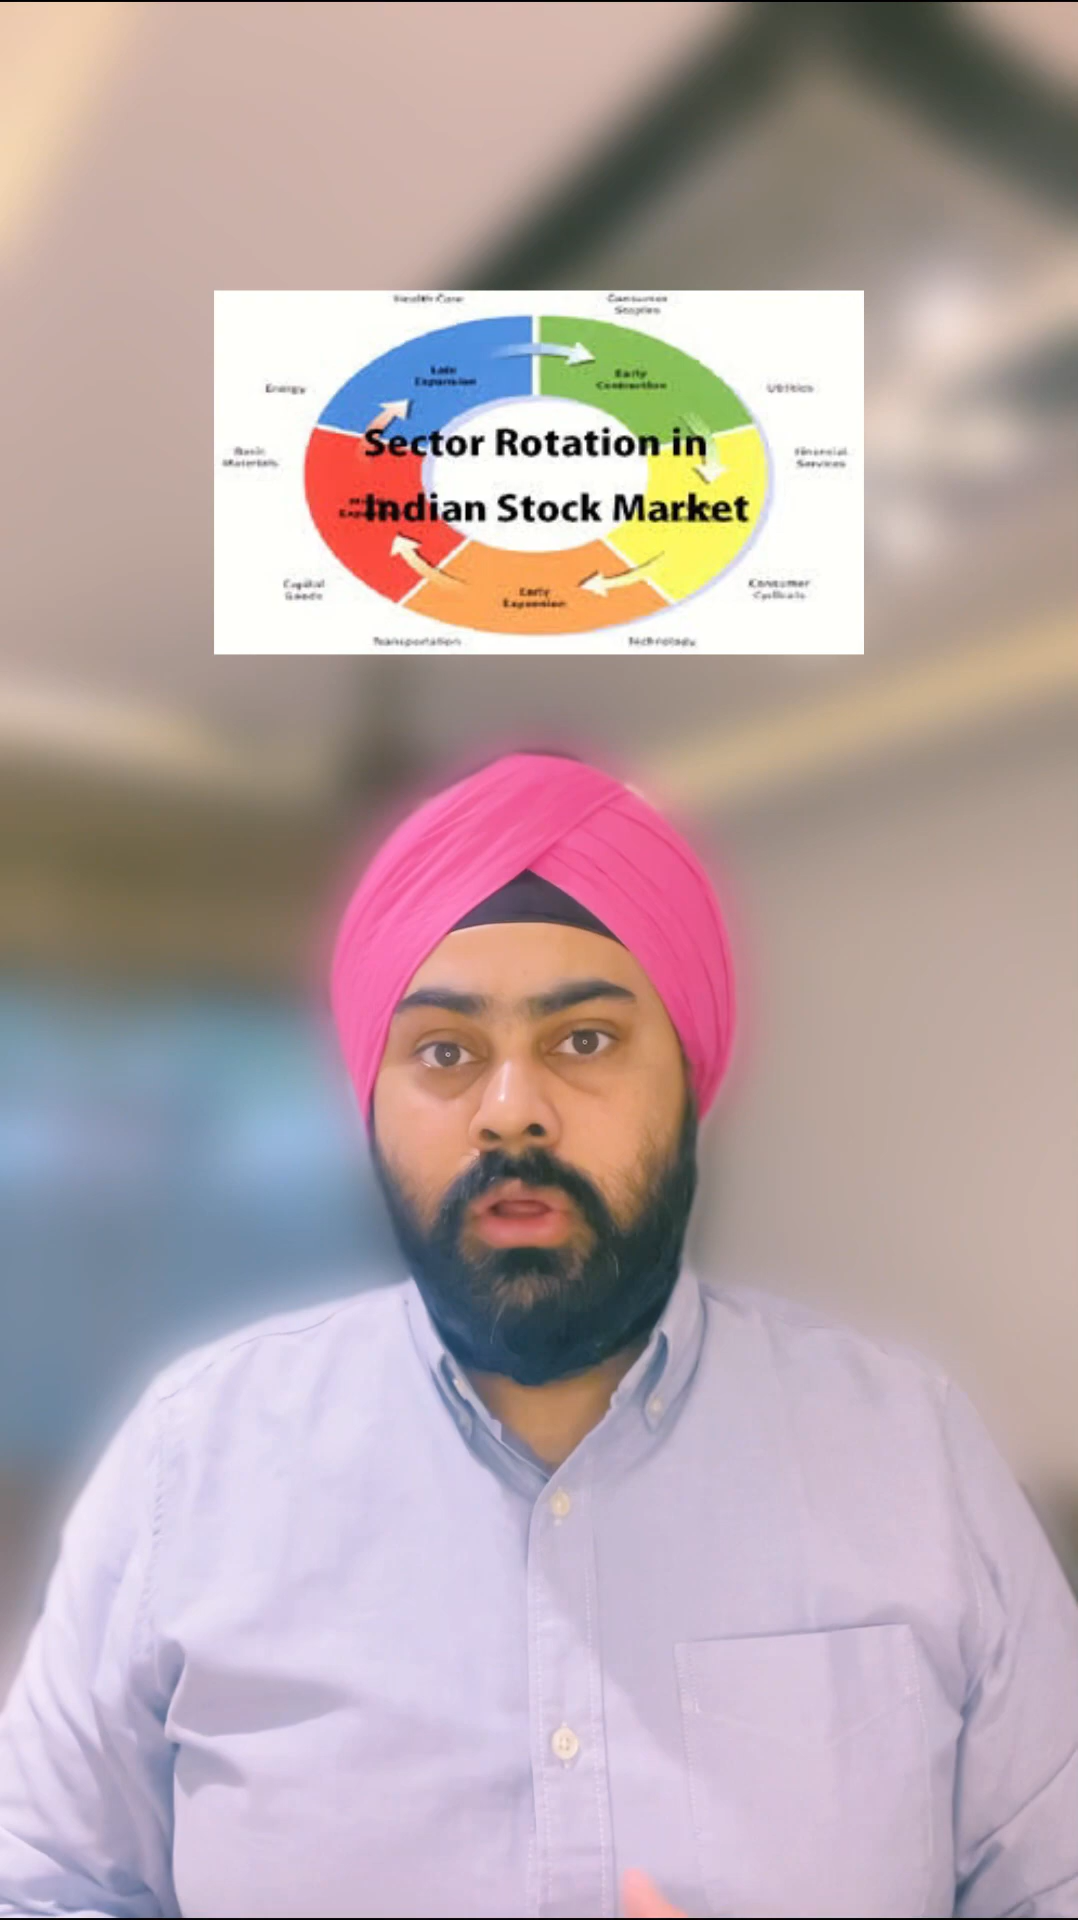 Health Care
Consumer
Staples
Late
Expansion
Early
Contraction
Energy
Utilities
Sector Rotation in
Basic
Materials
Financial
Services
Indian Stock Market
Capital
Goods
Early
Expansion
Consumer
Cyclicals
Transportation
Technology